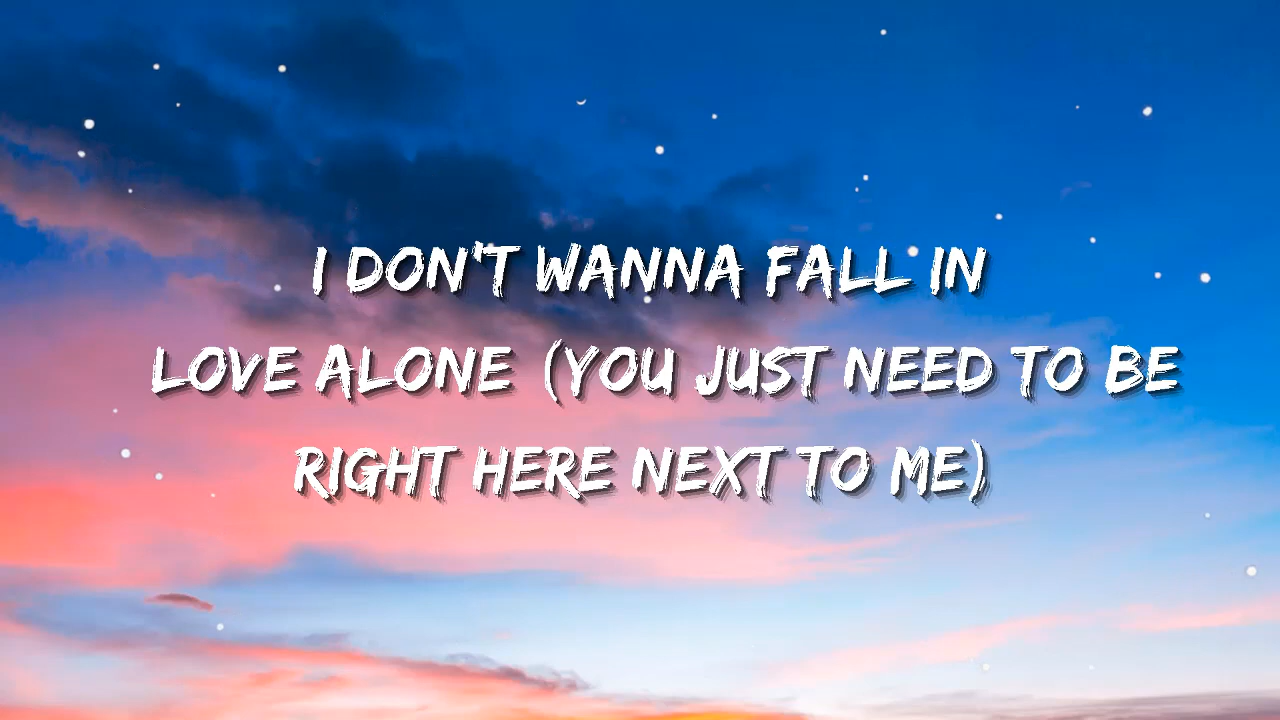 I DON'T WANNA FALL IN
LOVE ALONE (YOU JUST NEED TO BE
RIGHT HERE NEXT TO ME)